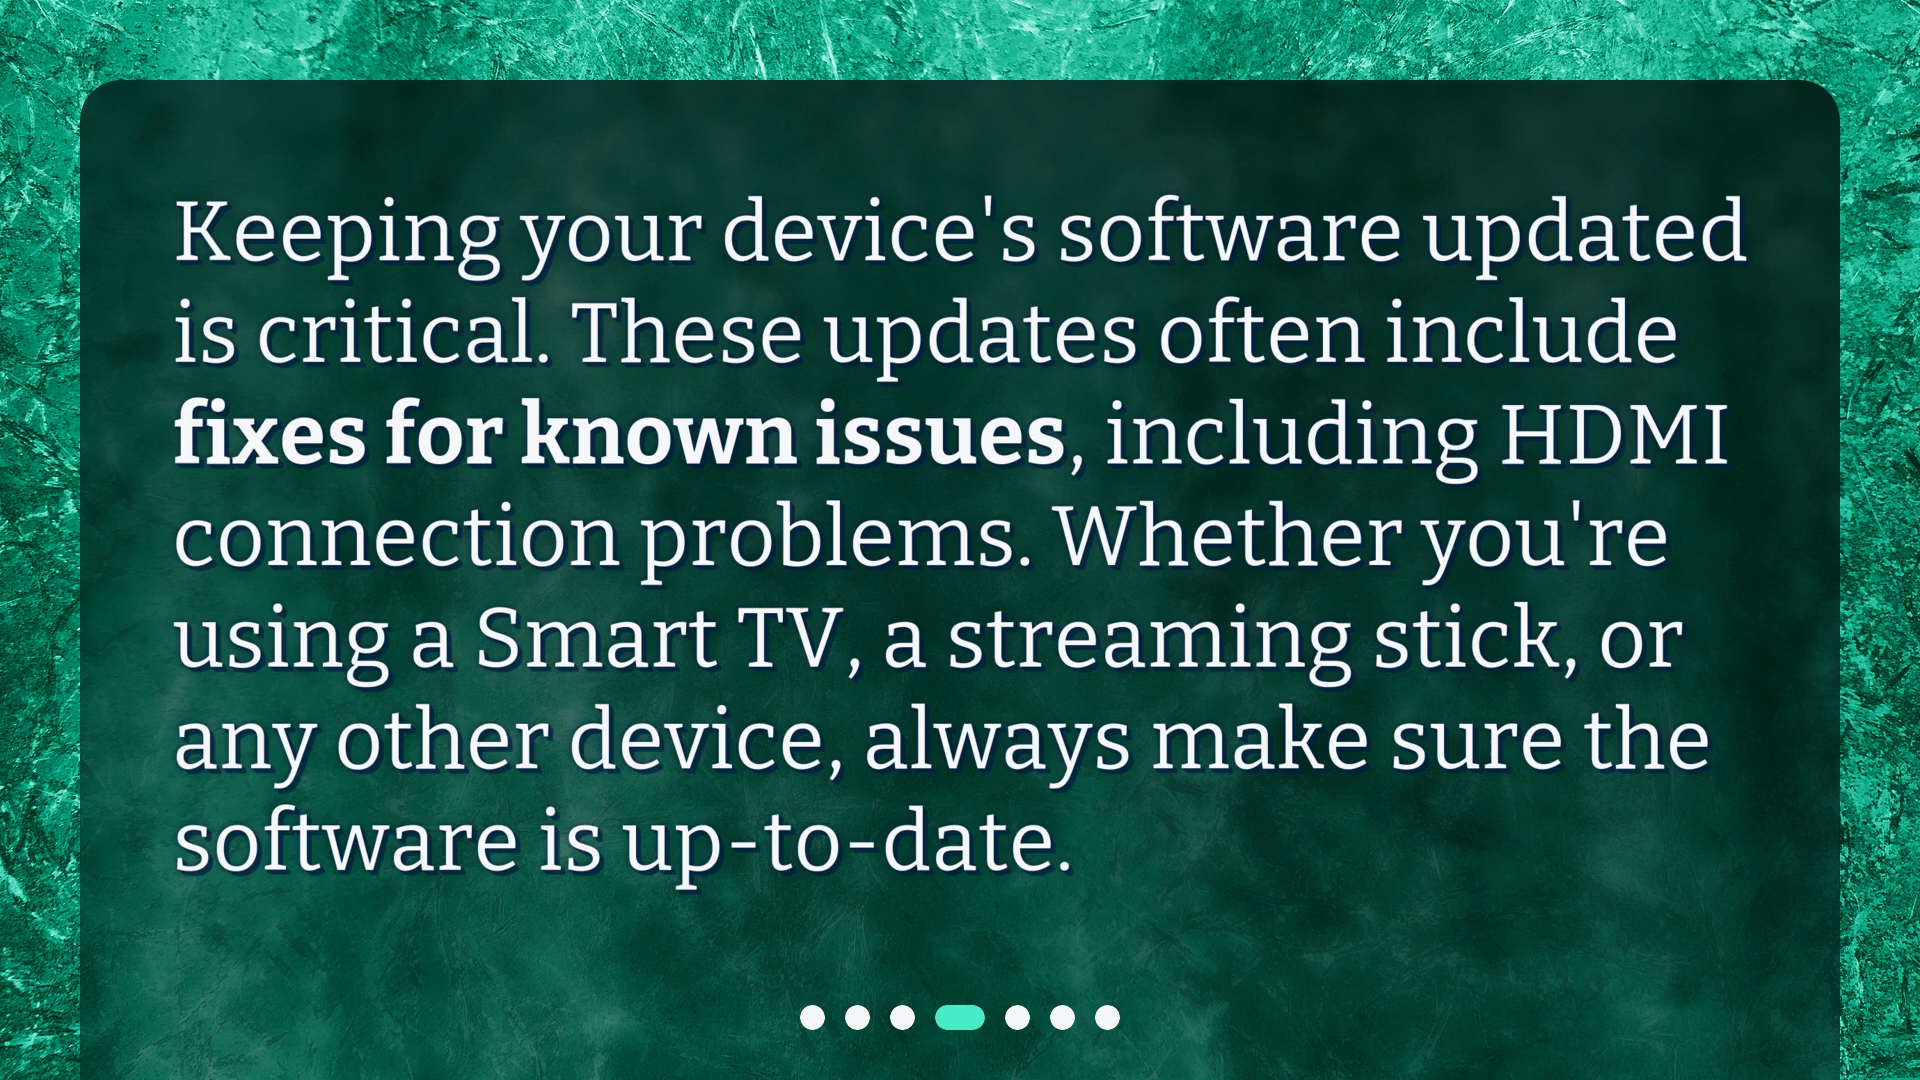 Keeping your device's software updated
is critical. These updates often include
fixes for known issues, including HDMI
connection problems. Whether you're
using a Smart TV, a streaming stick, or
any other device, always make sure the
software is up-to-date.